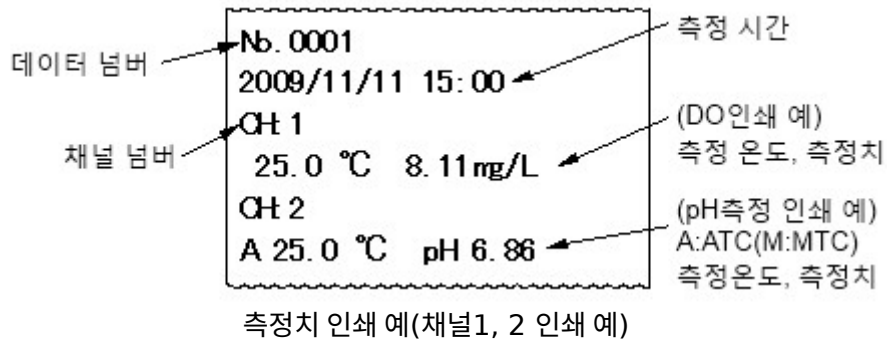 데이터 넘버
채널 넘버
No. 0001
2009/11/11 15:00
CH: 1
25.0 ℃ 8.11mg/L
CH: 2
A 25.0 ℃ pH 6.86
측정 시간
(DO인쇄 예)
측정 온도, 측정치
(pH측정 인쇄 예)
A:ATC(M:MTC)
측정온도, 측정치
측정치 인쇄 예(채널1, 2 인쇄 예)